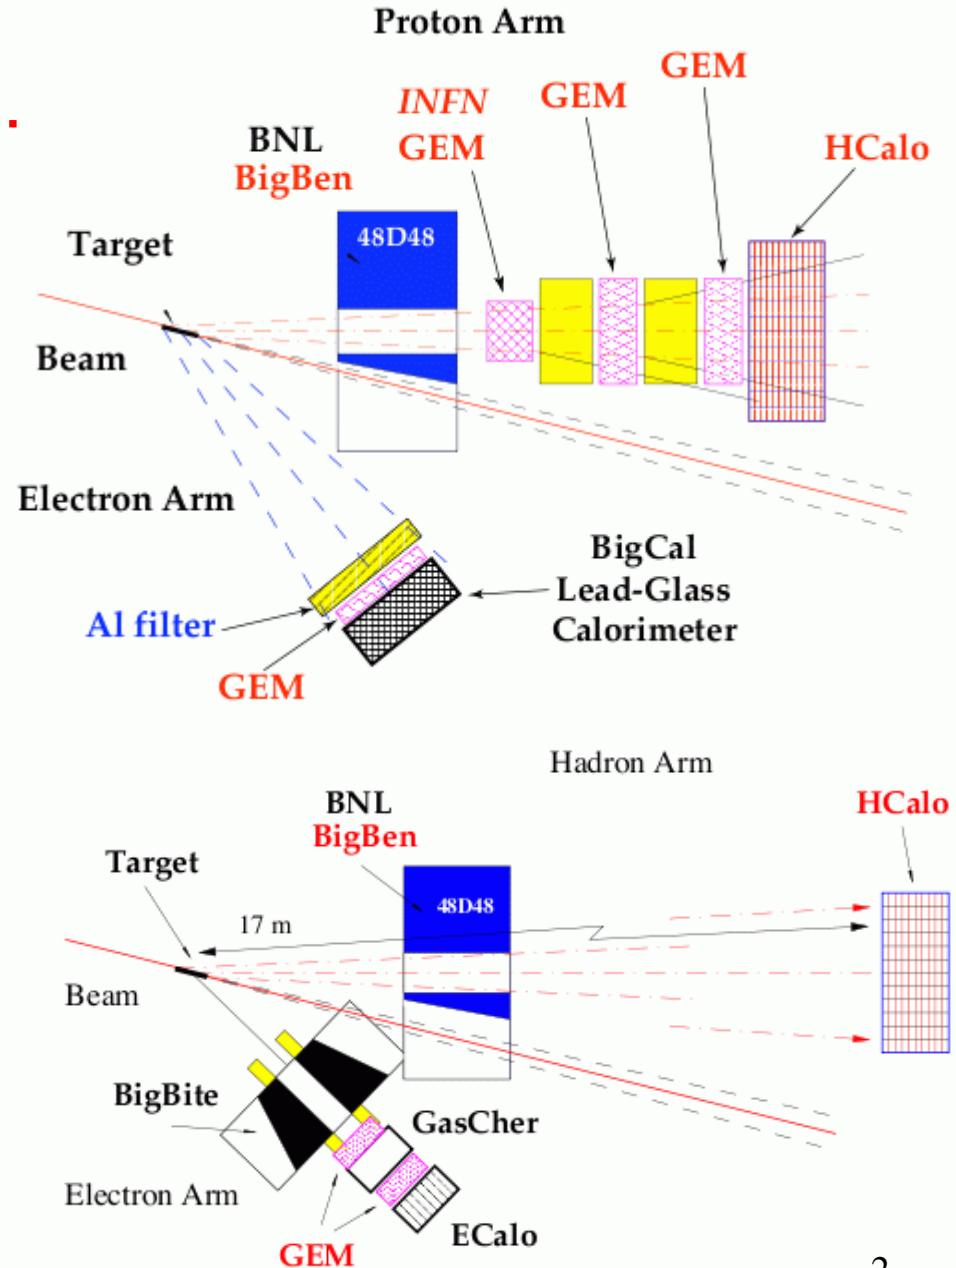 Proton Arm
GEM
INFN
GEM
GEM
BNL
BigBen
HCalo
48D48
Target
Beam
Electron Arm
BigCal
Lead-Glass
Calorimeter
Al filter
GEM
Hadron Arm
BNL
BigBen
HCalo
Target
48D48
17 m
Beam
BigBite
GasCher
Electron Arm
ECalo
GEM